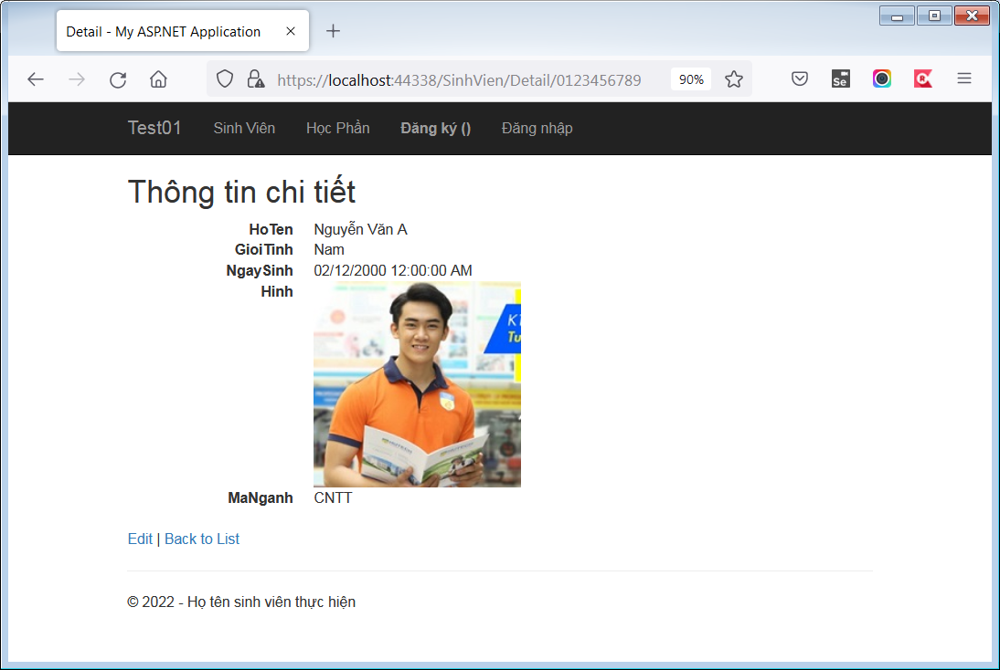 Detail - My ASP.NET Application
https://localhost:44338/SinhVien/Detail/0123456789
90%
Se
Test01 Sinh Viên Học Phần Đăng ký () Đăng nhập
Thông tin chi tiết
HoTen Nguyễn Văn A
GioiTinh Nam
NgaySinh 02/12/2000 12:00:00 AM
Hinh
MaNganh CNTT
Edit | Back to List
© 2022 - Họ tên sinh viên thực hiện